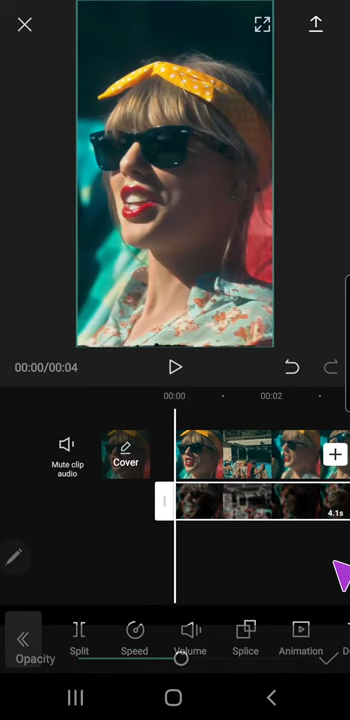 00:00/00:04
00:00
00:02
Mute clip
audio
Cover
4.1s
Split
Speed
Volume
Splice
Animation
Opacity